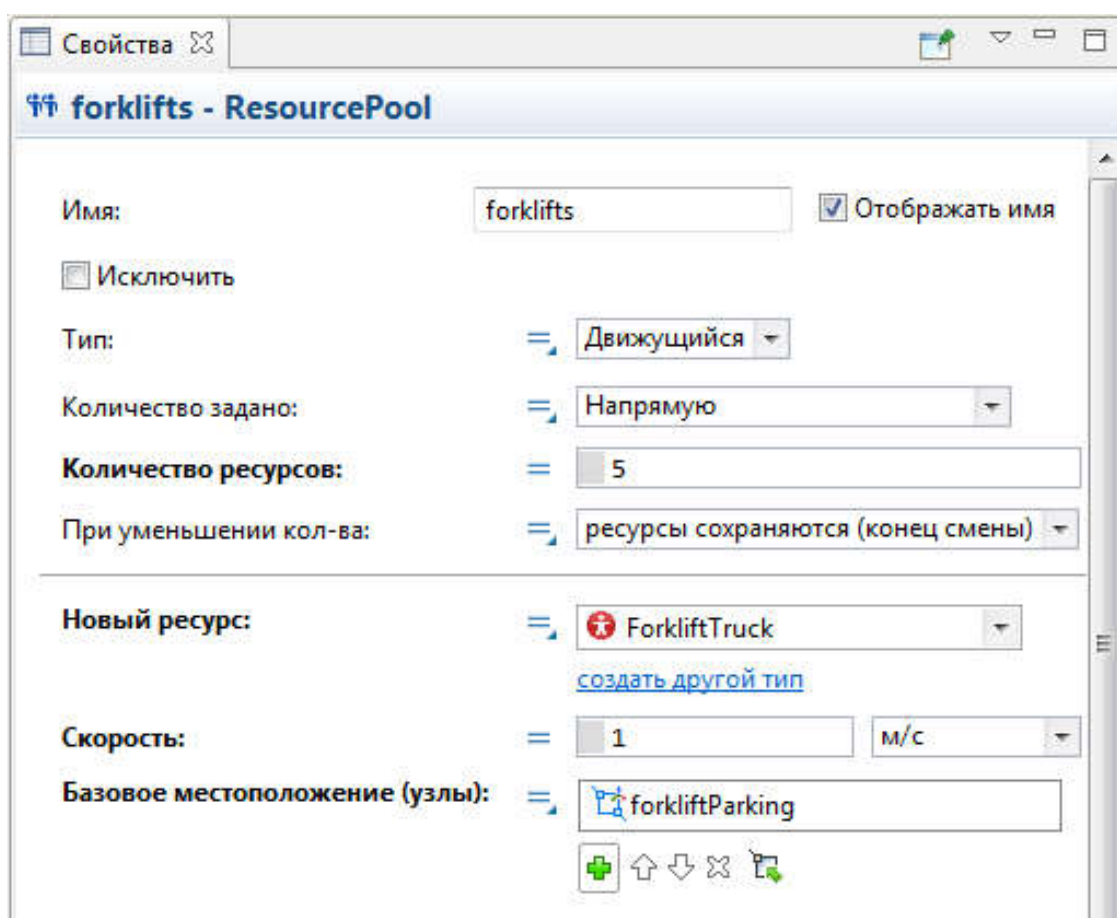 Свойства
forklifts - ResourcePool
Имя: forklifts Отображать имя
Исключить
Тип: Движущийся
Количество задано: Напрямую
Количество ресурсов: 5
При уменьшении кол-ва: ресурсы сохраняются (конец смены)
Новый ресурс: ForkliftTruck
создать другой тип
Скорость: 1 м/с
Базовое местоположение (узлы): forkliftParking